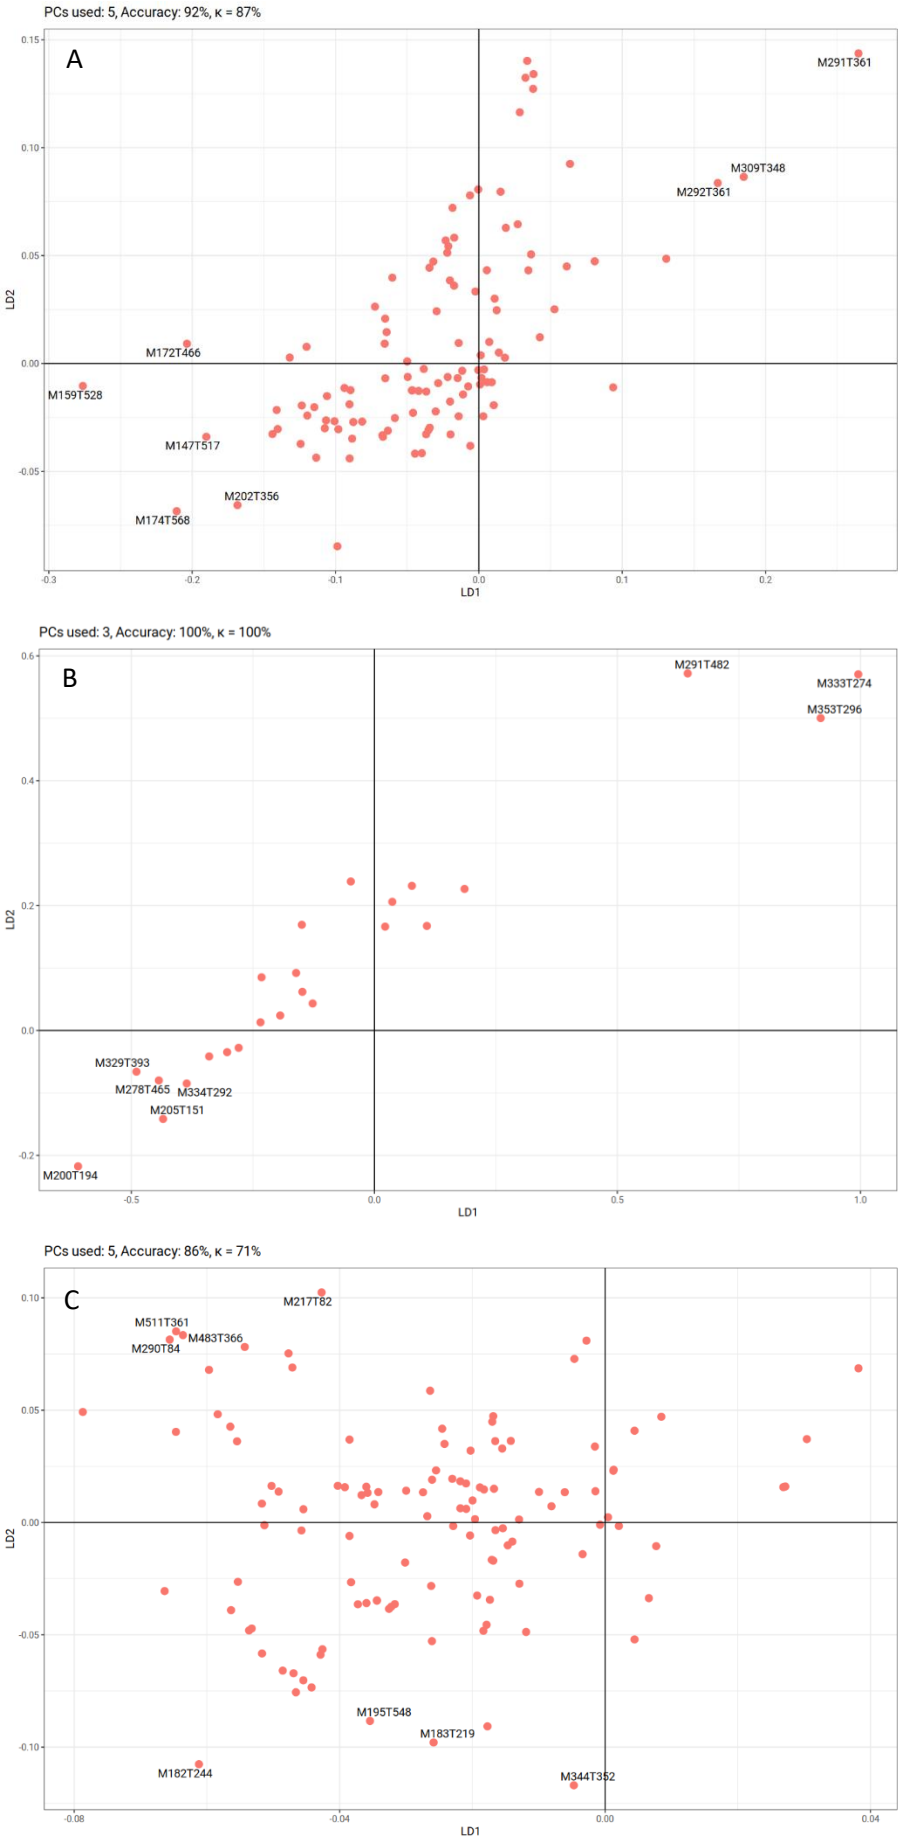 PCs used: 5, Accuracy: 92%, κ = 87%
A
0.15
0.10
0.05
0.00
-0.05
LD2
M291T361
M309T348
M292T361
M172T466
M159T528
M147T517
M202T356
M174T568
-0.3
-0.2
-0.1
0.0
0.1
0.2
LD1
PCs used: 3, Accuracy: 100%, κ = 100%
B
0.6
0.4
0.2
0.0
-0.2
LD2
M291T482
M333T274
M353T296
M329T393
M278T465
M334T292
M205T151
M200T194
-0.5
0.0
0.5
1.0
LD1
PCs used: 5, Accuracy: 86%, κ = 71%
C
0.10
0.05
0.00
-0.05
-0.10
LD2
M217T82
M511T361
M483T366
M290T84
M195T548
M183T219
M182T244
M344T352
-0.08
-0.04
0.00
0.04
LD1